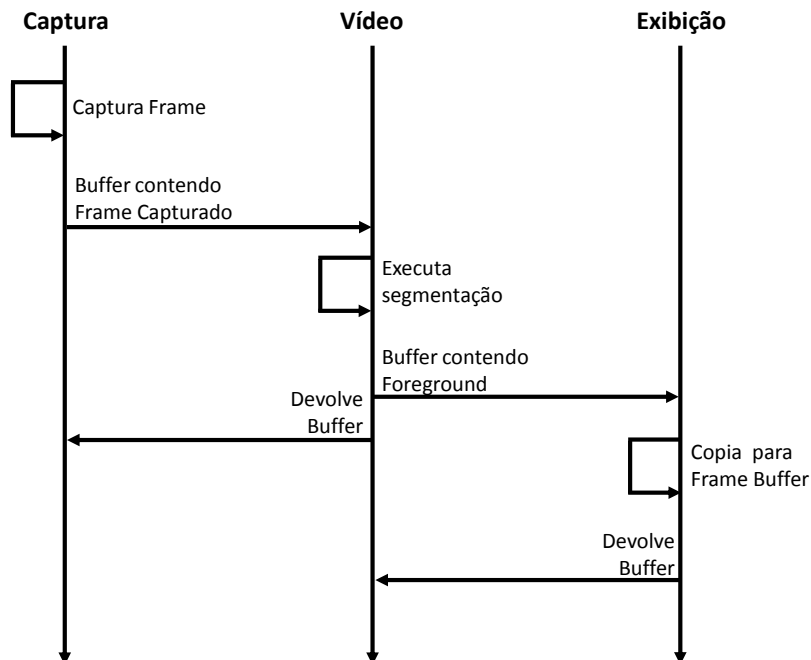 Captura
Vídeo
Exibição
Captura Frame
Buffer contendo
Frame Capturado
Executa
segmentação
Buffer contendo
Foreground
Devolve
Buffer
Copia para
Frame Buffer
Devolve
Buffer